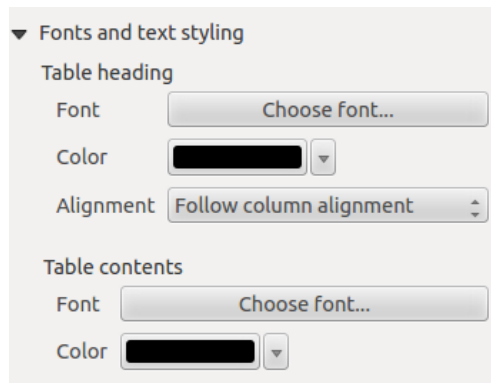 Fonts and text styling
Table heading
Font Choose font...
Color
Alignment Follow column alignment
Table contents
Font Choose font...
Color